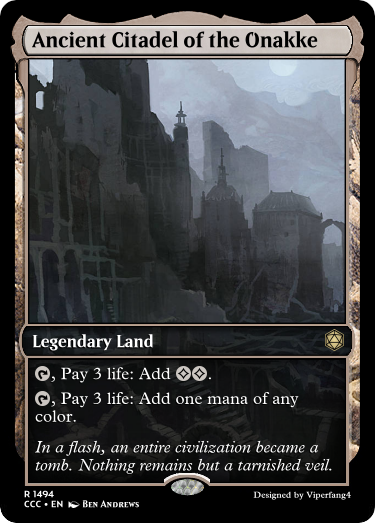 Ancient Citadel of the Onakke
Legendary Land
, Pay 3 life: Add .
, Pay 3 life: Add one mana of any
color.
In a flash, an entire civilization became a
tomb. Nothing remains but a tarnished veil.
R 1494
CCC • EN Ben Andrews
Designed by Viperfang4